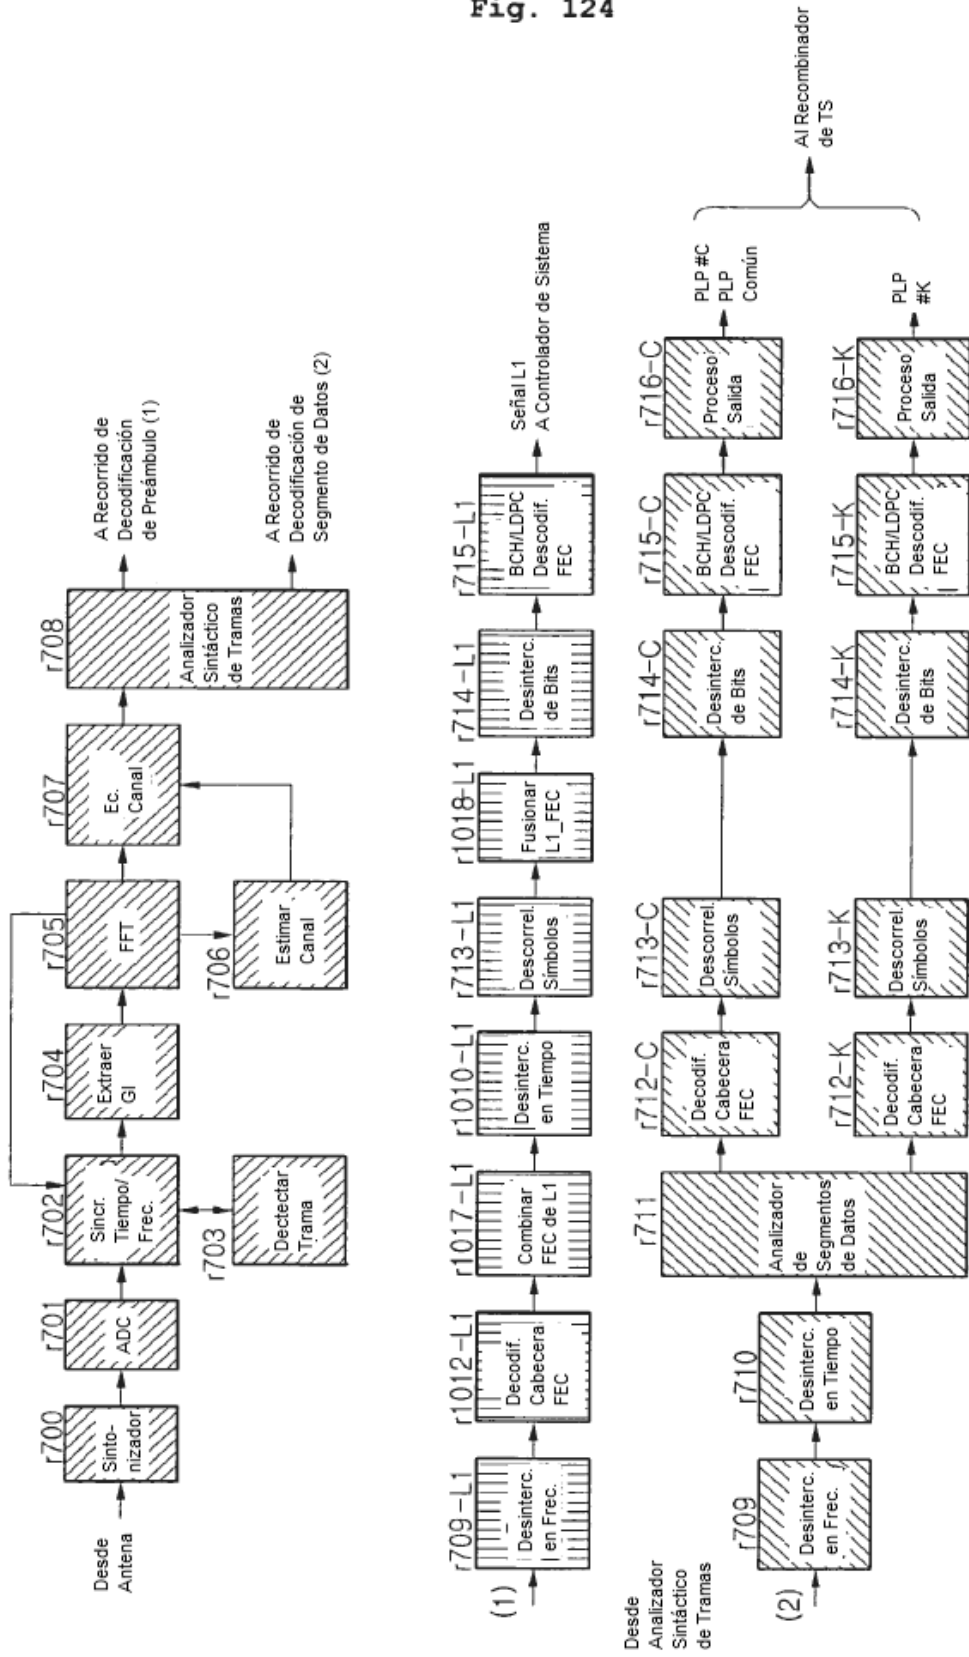 Fig. 124
Desde
Antena
r700
Sinto-
nizador
r701
ADC
r702
Sincr.
Tiempo/
Frec.
r703
Dectectar
Trama
r704
Extraer
GI
r705
FFT
r706
Estimar
Canal
r707
Ec.
Canal
r708
Analizador
Sintáctico
de Tramas
A Recorrido de
Decodificación
de Preámbulo (1)
A Recorrido de
Decodificación de
Segmento de Datos (2)
(1)
r709-L1
Desinterc.
en Frec.
r1012-L1
Decodif.
Cabecera
FEC
r1017-L1
Combinar
FEC de L1
r1010-L1
Desinterc.
en Tiempo
r713-L1
Descorrel.
Símbolos
r1018-L1
Fusionar
L1_FEC
r714-L1
Desinterc.
de Bits
r715-L1
BCH/LDPC
Descodif.
FEC
Señal L1
A Controlador de Sistema
Desde
Analizador
Sintáctico
de Tramas
(2)
r709
Desinterc.
en Frec.
r710
Desinterc.
en Tiempo
r711
Analizador
de
Segmentos
de Datos
r712-C
Decodif.
Cabecera
FEC
r713-C
Descorrel.
Símbolos
r714-C
Desinterc.
de Bits
r715-C
BCH/LDPC
Descodif.
FEC
r716-C
Proceso
Salida
PLP #C
PLP
Común
r712-K
Decodif.
Cabecera
FEC
r713-K
Descorrel.
Símbolos
r714-K
Desinterc.
de Bits
r715-K
BCH/LDPC
Descodif.
FEC
r716-K
Proceso
Salida
PLP
#K
Al Recombinador
de TS